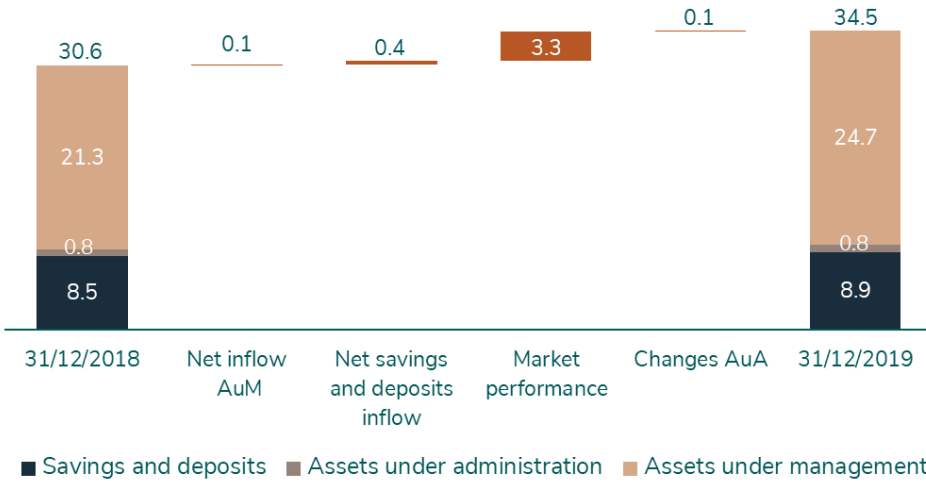 0.1
34.5
30.6
0.1
0.4
3.3
21.3
24.7
0.8
0.8
8.5
8.9
31/12/2018
Net inflow
AuM
Net savings
and deposits
inflow
Market
performance
Changes AuA
31/12/2019
Savings and deposits
Assets under administration
Assets under management